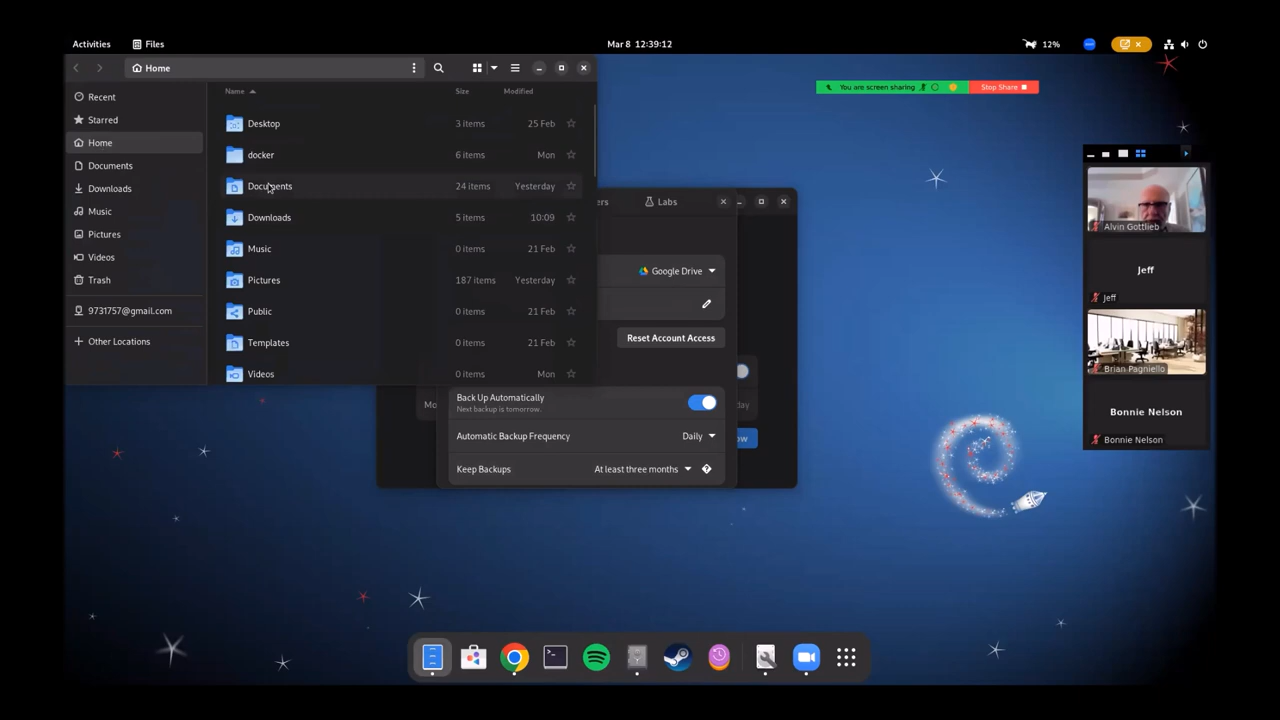 Activities Files Mar 8 12:39:12 12%
Home
You are screen sharing Stop Share
Recent
Starred
Home
Documents
Downloads
Music
Pictures
Videos
Trash
9731757@gmail.com
Other Locations
Name Size Modified
Desktop 3 items 25 Feb
docker 6 items Mon
Documents 24 items Yesterday
Downloads 5 items 10:09
Music 0 items 21 Feb
Pictures 187 items Yesterday
Public 0 items 21 Feb
Templates 0 items 21 Feb
Videos 0 items Mon
ers Labs
Google Drive
Reset Account Access
Mo day
Back Up Automatically
Next backup is tomorrow.
ow
Automatic Backup Frequency Daily
Keep Backups At least three months
Alvin Gottlieb
Jeff
Jeff
Brian Pagniello
Bonnie Nelson
Bonnie Nelson